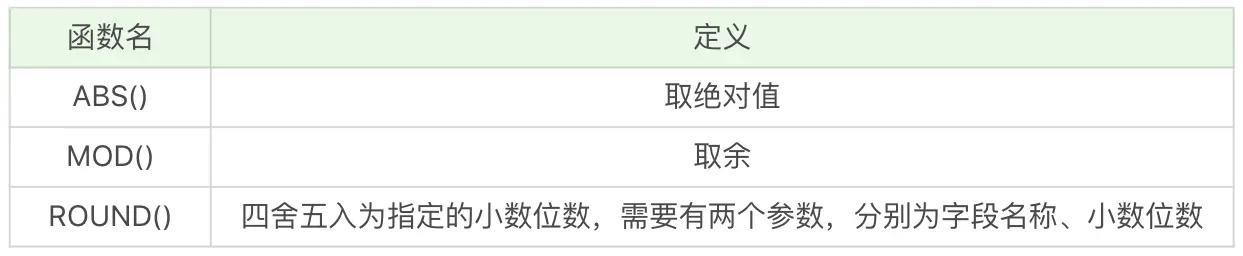 函数名 定义
ABS() 取绝对值
MOD() 取余
ROUND() 四舍五入为指定的小数位数，需要有两个参数，分别为字段名称、小数位数